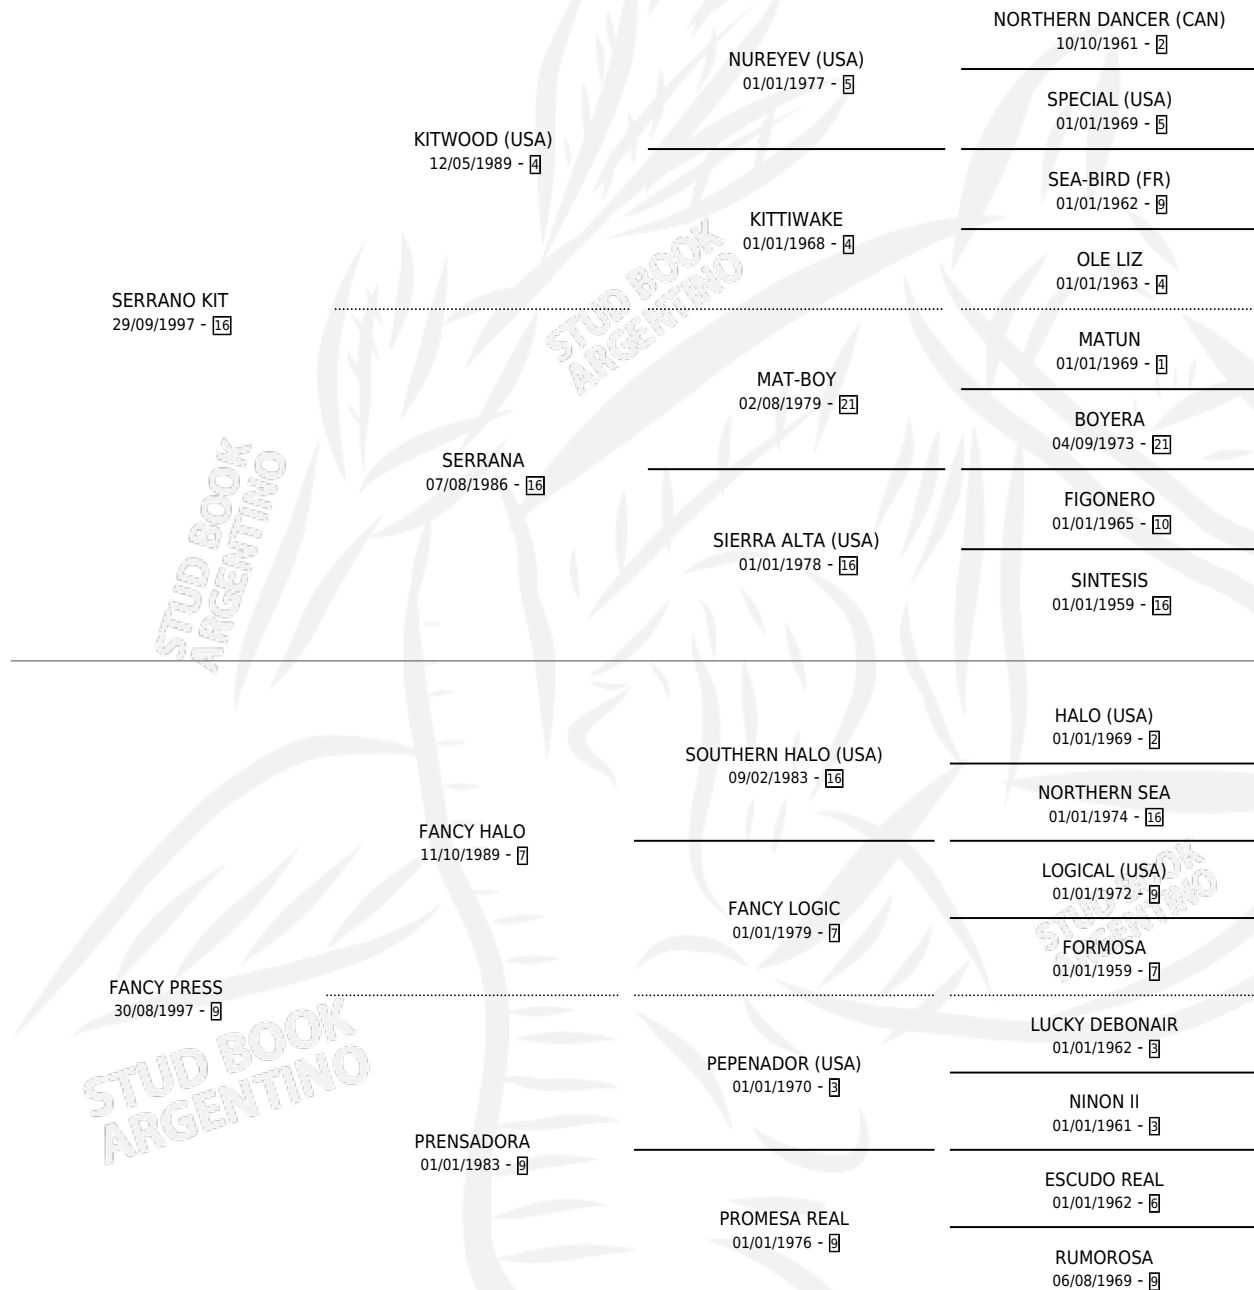 NORTHERN DANCER (CAN)
10/10/1961 - 2
NUREYEV (USA)
01/01/1977 - 5
SPECIAL (USA)
01/01/1969 - 5
KITWOOD (USA)
12/05/1989 - 4
SEA-BIRD (FR)
01/01/1962 - 9
KITTIWAKE
01/01/1968 - 4
OLE LIZ
01/01/1963 - 4
SERRANO KIT
29/09/1997 - 16
MATUN
01/01/1969 - 1
MAT-BOY
02/08/1979 - 21
BOYERA
04/09/1973 - 21
SERRANA
07/08/1986 - 16
FIGONERO
01/01/1965 - 10
SIERRA ALTA (USA)
01/01/1978 - 16
SINTESIS
01/01/1959 - 16
HALO (USA)
01/01/1969 - 2
SOUTHERN HALO (USA)
09/02/1983 - 16
NORTHERN SEA
01/01/1974 - 16
FANCY HALO
11/10/1989 - 7
LOGICAL (USA)
01/01/1972 - 9
FANCY LOGIC
01/01/1979 - 7
FORMOSA
01/01/1959 - 7
FANCY PRESS
30/08/1997 - 9
LUCKY DEBONAIR
01/01/1962 - 3
PEPENADOR (USA)
01/01/1970 - 3
NINON II
01/01/1961 - 3
PRENSADORA
01/01/1983 - 9
ESCUDO REAL
01/01/1962 - 6
PROMESA REAL
01/01/1976 - 9
RUMOROSA
06/08/1969 - 9
STUD BOOK
ARGENTINO
STUD BOOK
ARGENTINO
STUD BOOK
ARGENTINO
STUD BOOK
ARGENTINO